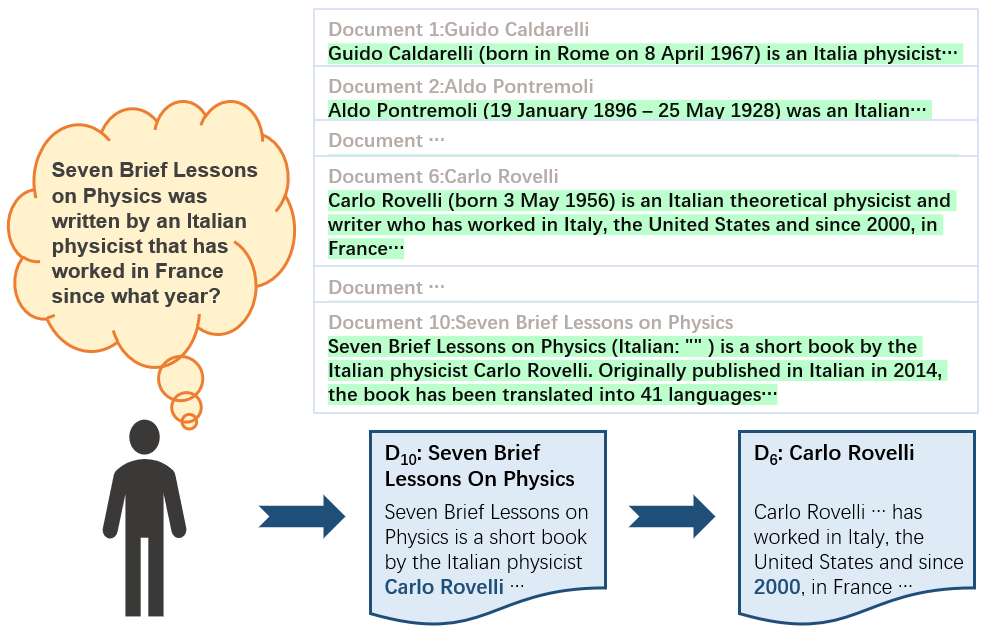 Seven Brief Lessons
on Physics was
written by an Italian
physicist that has
worked in France
since what year?
Document 1:Guido Caldarelli
Guido Caldarelli (born in Rome on 8 April 1967) is an Italia physicist···
Document 2:Aldo Pontremoli
Aldo Pontremoli (19 January 1896 – 25 May 1928) was an Italian···
Document ···
Document 6:Carlo Rovelli
Carlo Rovelli (born 3 May 1956) is an Italian theoretical physicist and
writer who has worked in Italy, the United States and since 2000, in
France···
Document ···
Document 10:Seven Brief Lessons on Physics
Seven Brief Lessons on Physics (Italian: "" ) is a short book by the
Italian physicist Carlo Rovelli. Originally published in Italian in 2014,
the book has been translated into 41 languages···
D10: Seven Brief
Lessons On Physics
Seven Brief Lessons on
Physics is a short book
by the Italian physicist
Carlo Rovelli ···
D6: Carlo Rovelli
Carlo Rovelli ··· has
worked in Italy, the
United States and since
2000, in France ···